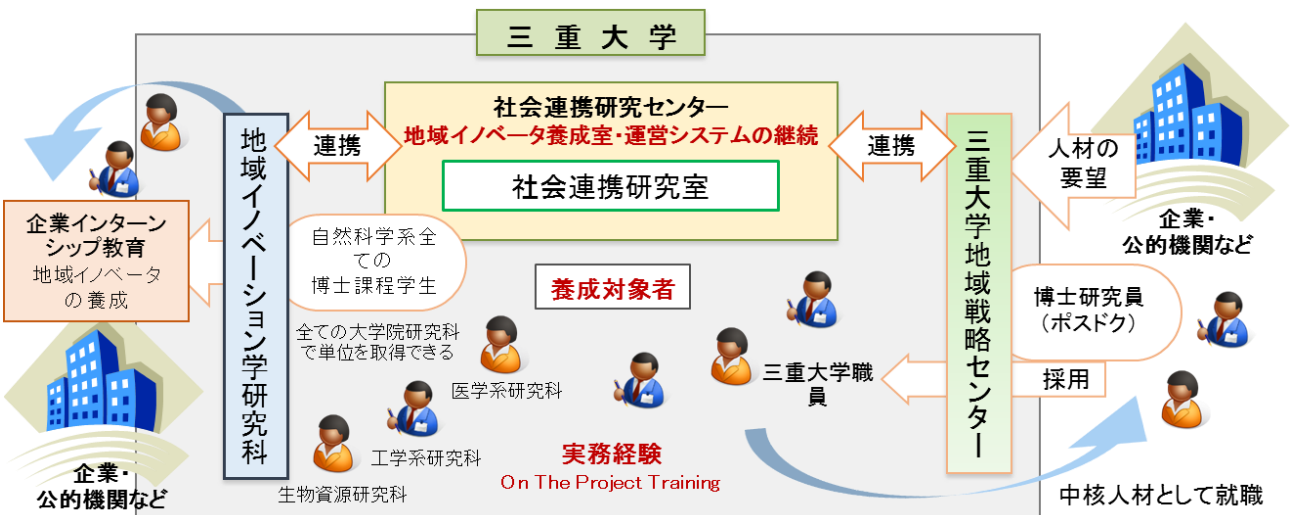 三 重 大 学
社会連携研究センター
地域イノベータ養成室・運営システムの継続
社会連携研究室
連携
連携
地域イノベーション学研究科
三重大学地域戦略センター
人材の
要望
企業・
公的機関など
企業インターン
シップ教育
地域イノベータ
の養成
自然科学系全
ての
博士課程学生
全ての大学院研究科
で単位を取得できる
養成対象者
博士研究員
（ポスドク）
採用
三重大学職
員
医学系研究科
工学系研究科
生物資源研究科
実務経験
On The Project Training
企業・
公的機関など
中核人材として就職